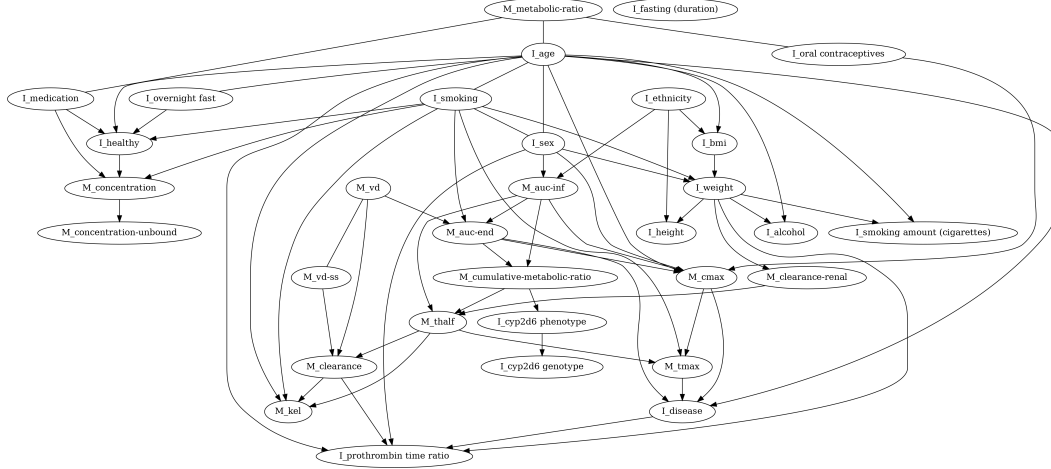 M_metabolic-ratio
I_fasting (duration)
I_age
I_oral contraceptives
I_medication
I_overnight fast
I_smoking
I_ethnicity
I_healthy
I_sex
I_bmi
M_concentration
M_vd
M_auc-inf
I_weight
M_concentration-unbound
M_auc-end
I_height
I_alcohol
I_smoking amount (cigarettes)
M_vd-ss
M_cumulative-metabolic-ratio
M_cmax
M_clearance-renal
M_thalf
I_cyp2d6 phenotype
M_clearance
I_cyp2d6 genotype
M_tmax
M_kel
I_disease
I_prothrombin time ratio